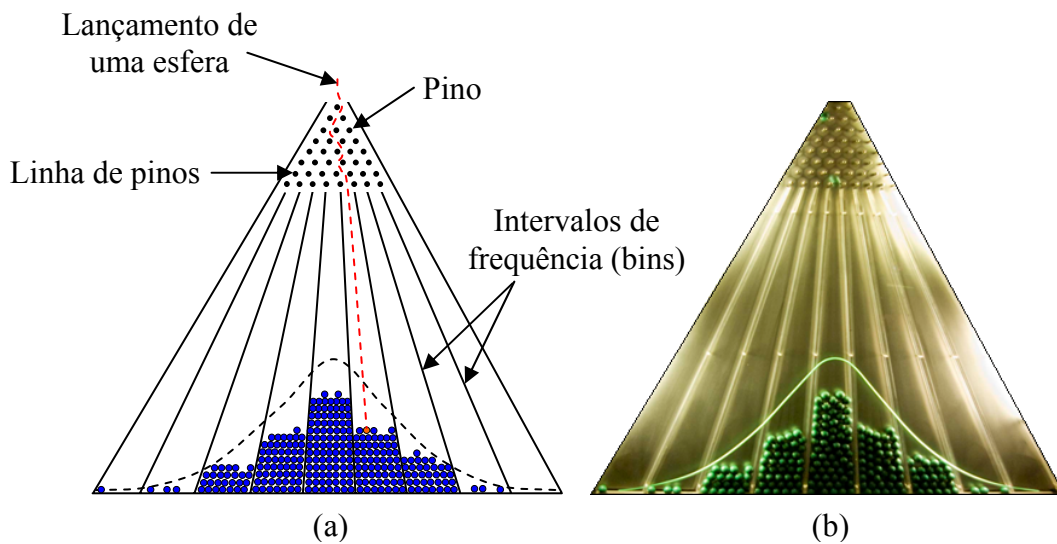 Lançamento de
uma esfera
Pino
Linha de pinos
Intervalos de
frequência (bins)
(a)
(b)